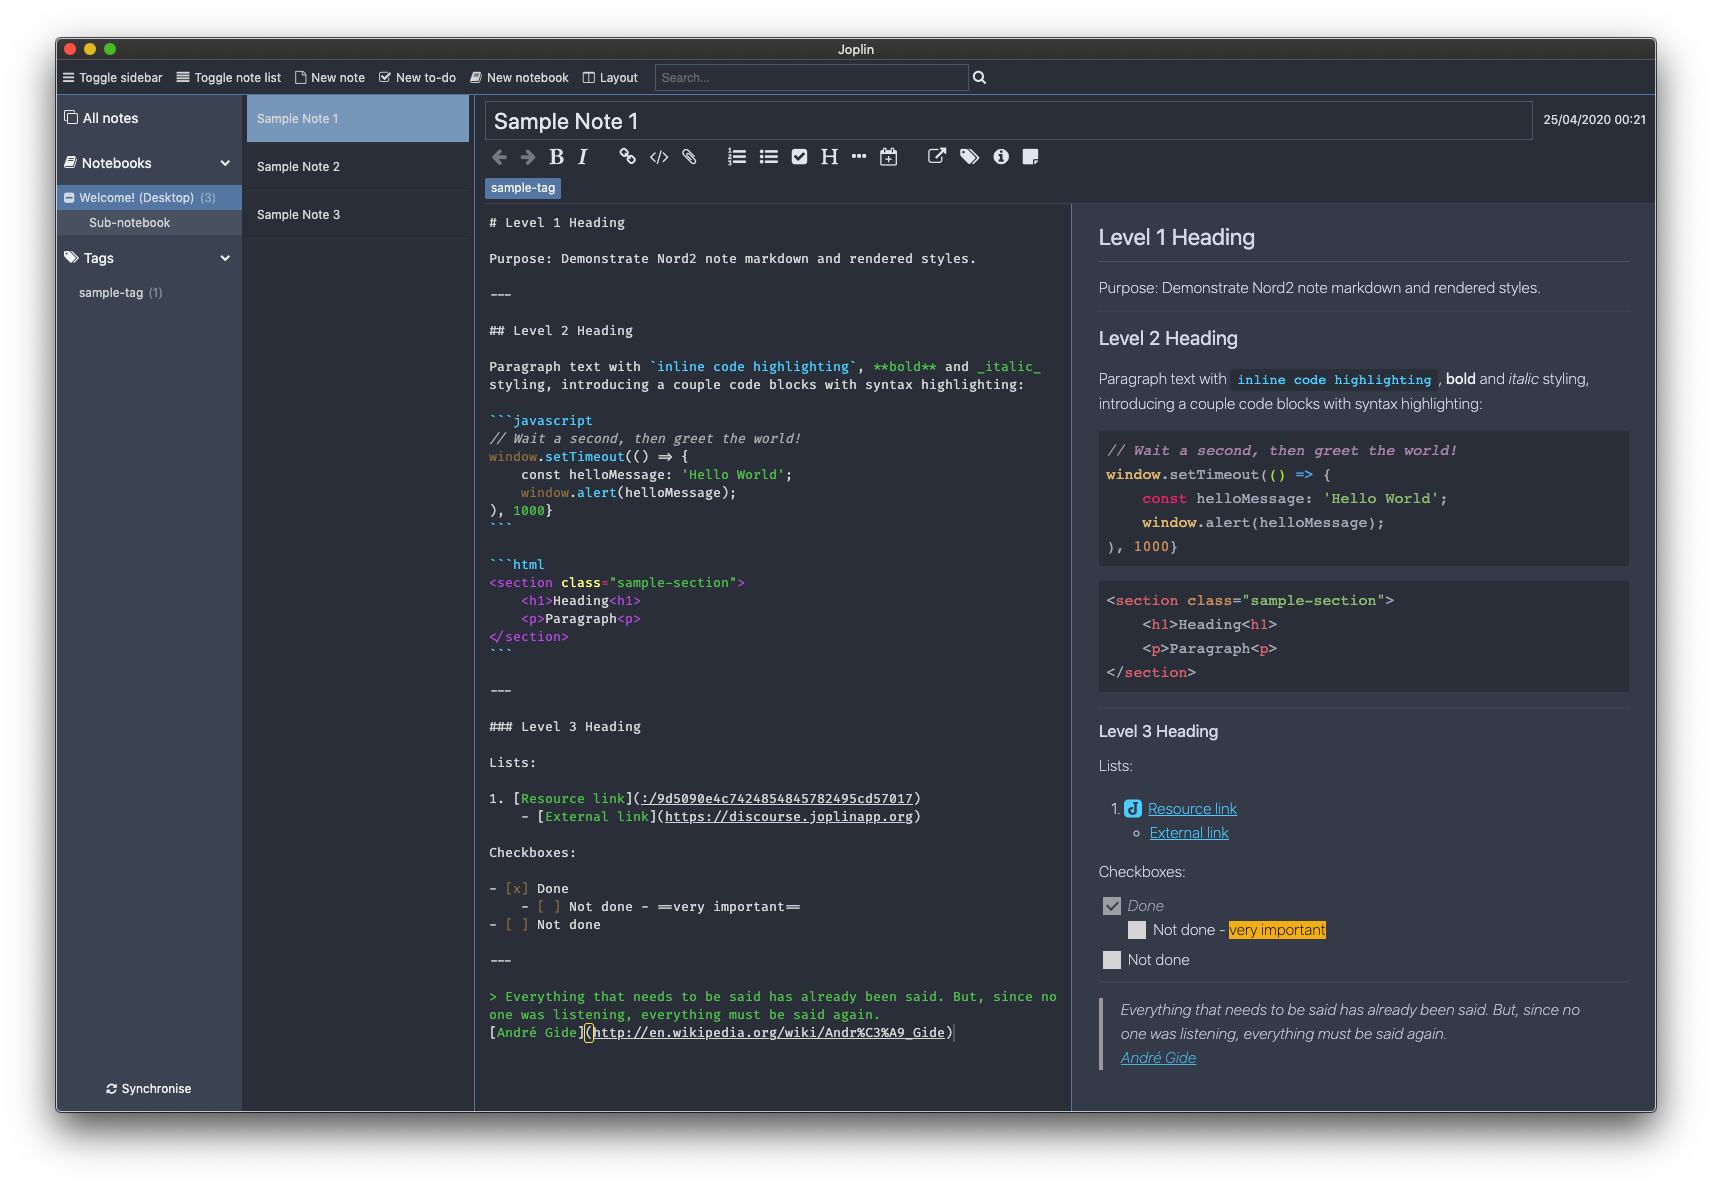 Joplin
Toggle sidebar Toggle note list New note New to-do New notebook Layout Search...
All notes
Notebooks
Welcome! (Desktop) (3)
Sub-notebook
Tags
sample-tag (1)
Synchronise
Sample Note 1
Sample Note 2
Sample Note 3
Sample Note 1
25/04/2020 00:21
B I </> H
sample-tag
# Level 1 Heading
Purpose: Demonstrate Nord2 note markdown and rendered styles.
---
## Level 2 Heading
Paragraph text with `inline code highlighting`, **bold** and _italic_
styling, introducing a couple code blocks with syntax highlighting:
```javascript
// Wait a second, then greet the world!
window.setTimeout(() => {
    const helloMessage: 'Hello World';
    window.alert(helloMessage);
), 1000}
```
```html
<section class="sample-section">
    <h1>Heading<h1>
    <p>Paragraph<p>
</section>
```
---
### Level 3 Heading
Lists:
1. [Resource link](:/9d5090e4c7424854845782495cd57017)
    - [External link](https://discourse.joplinapp.org)
Checkboxes:
- [x] Done
    - [ ] Not done - ==very important==
- [ ] Not done
---
> Everything that needs to be said has already been said. But, since no
one was listening, everything must be said again.
[André Gide](http://en.wikipedia.org/wiki/Andr%C3%A9_Gide)
Level 1 Heading
Purpose: Demonstrate Nord2 note markdown and rendered styles.
Level 2 Heading
Paragraph text with inline code highlighting, bold and italic styling,
introducing a couple code blocks with syntax highlighting:
// Wait a second, then greet the world!
window.setTimeout(() => {
    const helloMessage: 'Hello World';
    window.alert(helloMessage);
), 1000}
<section class="sample-section">
    <h1>Heading<h1>
    <p>Paragraph<p>
</section>
Level 3 Heading
Lists:
1. Resource link
External link
Checkboxes:
Done
Not done - very important
Not done
Everything that needs to be said has already been said. But, since no
one was listening, everything must be said again.
André Gide